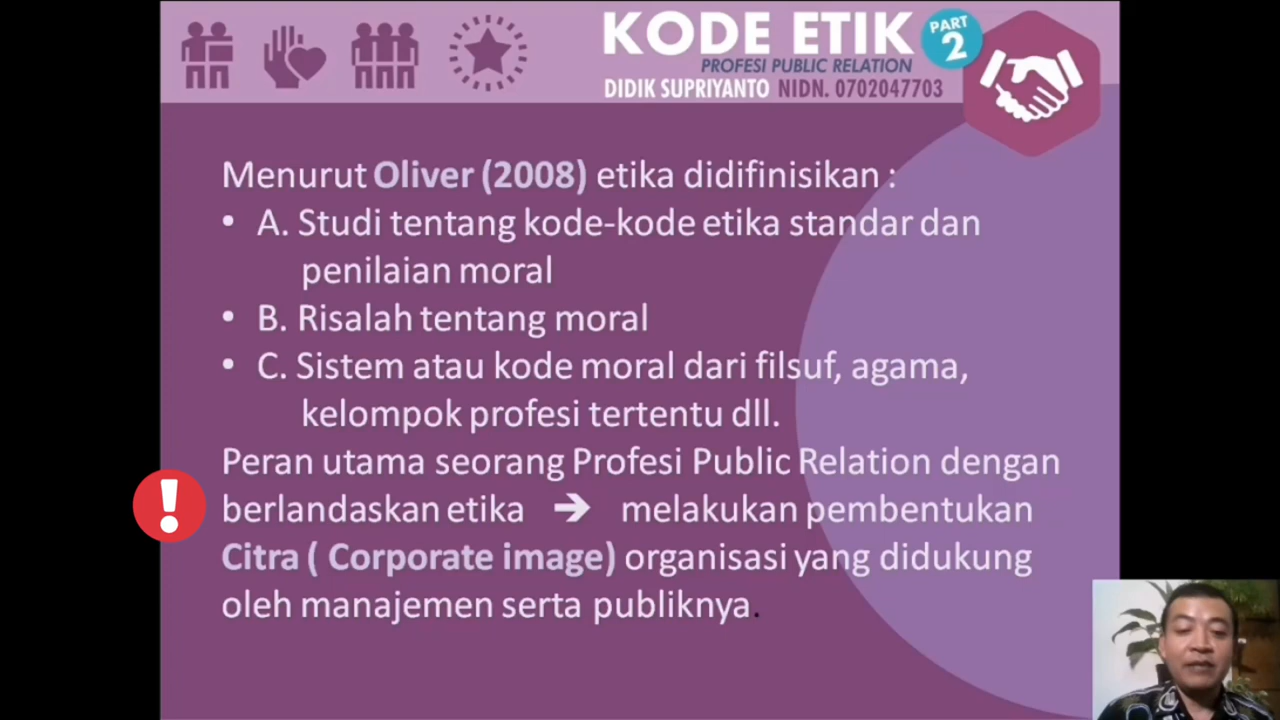 KODE ETIK PART 2
PROFESI PUBLIC RELATION
DIDIK SUPRIYANTO NIDN. 0702047703
Menurut Oliver (2008) etika didifinisikan :
• A. Studi tentang kode-kode etika standar dan
penilaian moral
• B. Risalah tentang moral
• C. Sistem atau kode moral dari filsuf, agama,
kelompok profesi tertentu dll.
Peran utama seorang Profesi Public Relation dengan
berlandaskan etika ➔ melakukan pembentukan
Citra ( Corporate image) organisasi yang didukung
oleh manajemen serta publiknya.